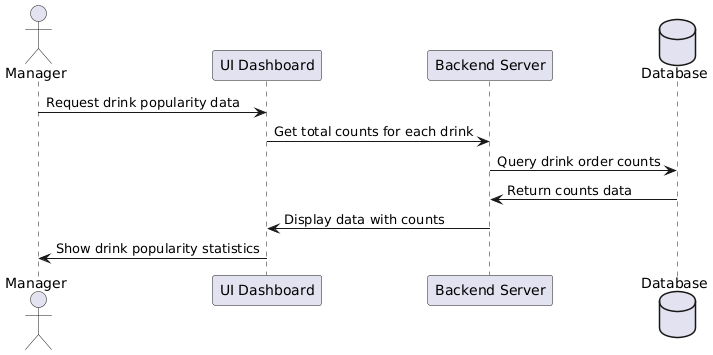 Manager
UI Dashboard
Backend Server
Database
Request drink popularity data
Get total counts for each drink
Query drink order counts
Return counts data
Display data with counts
Show drink popularity statistics
Manager
UI Dashboard
Backend Server
Database